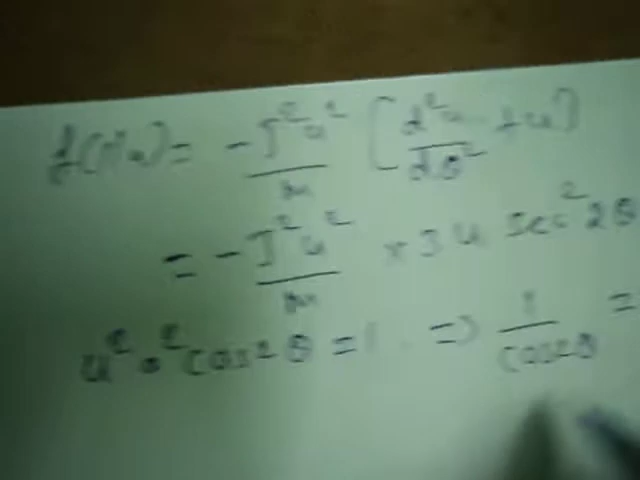 f(1/u) = - J²u²/m [d²u/dθ² + u]
= - J²u²/m × 3u sec² 2θ
u² a² cos 2θ = 1 ⇒ 1/cos 2θ =